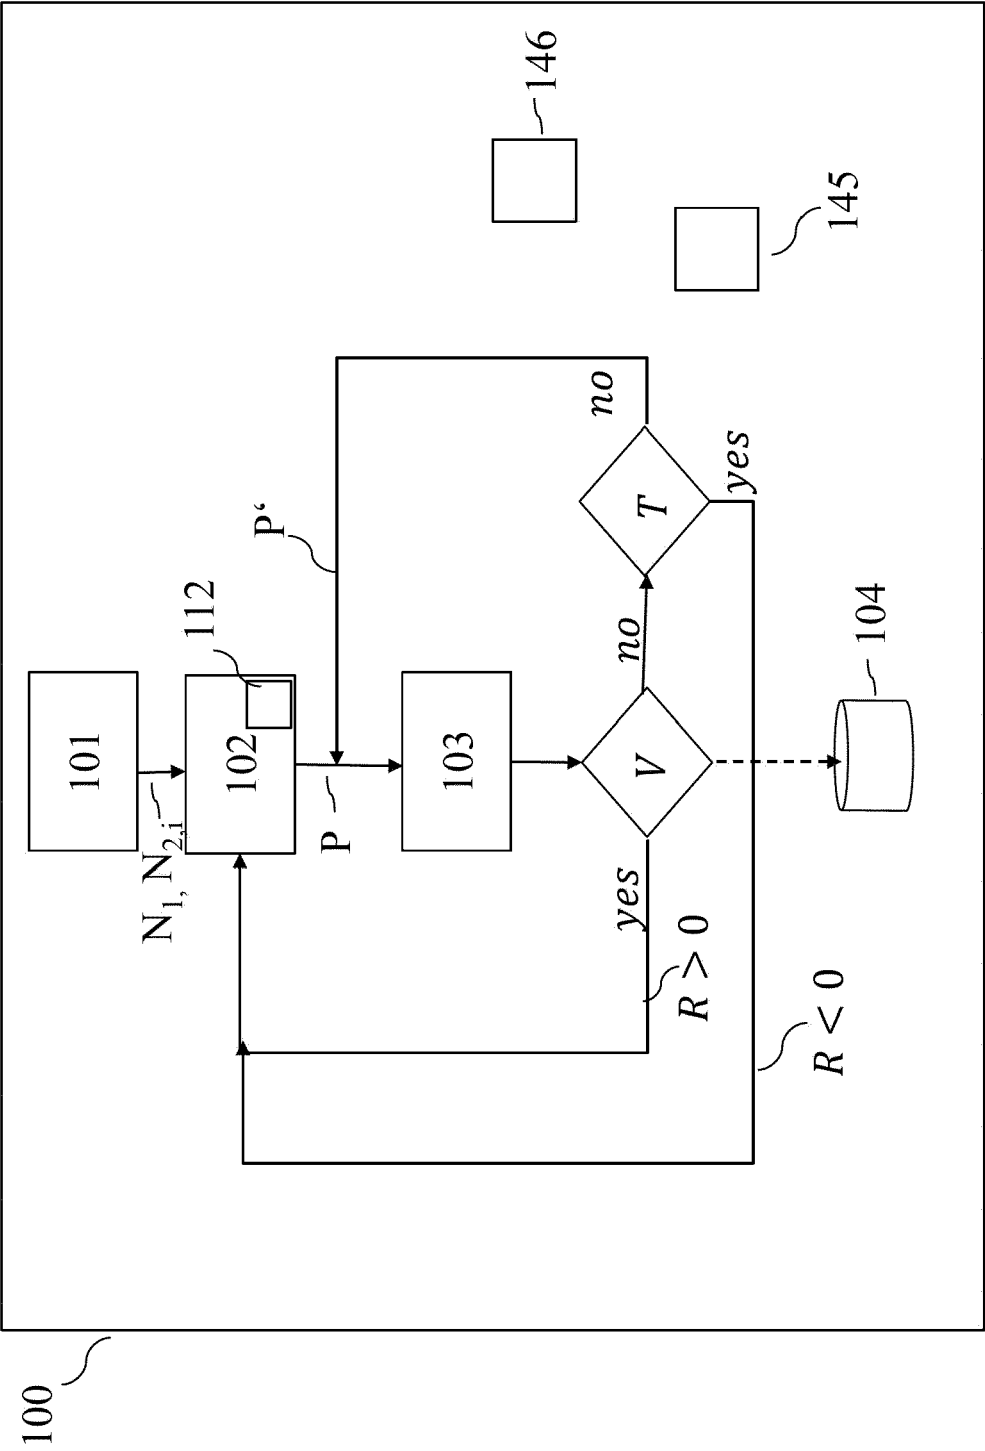 100
101
N1, N2,i
102
112
P
P‘
103
V
yes
no
T
no
yes
R > 0
R < 0
104
145
146